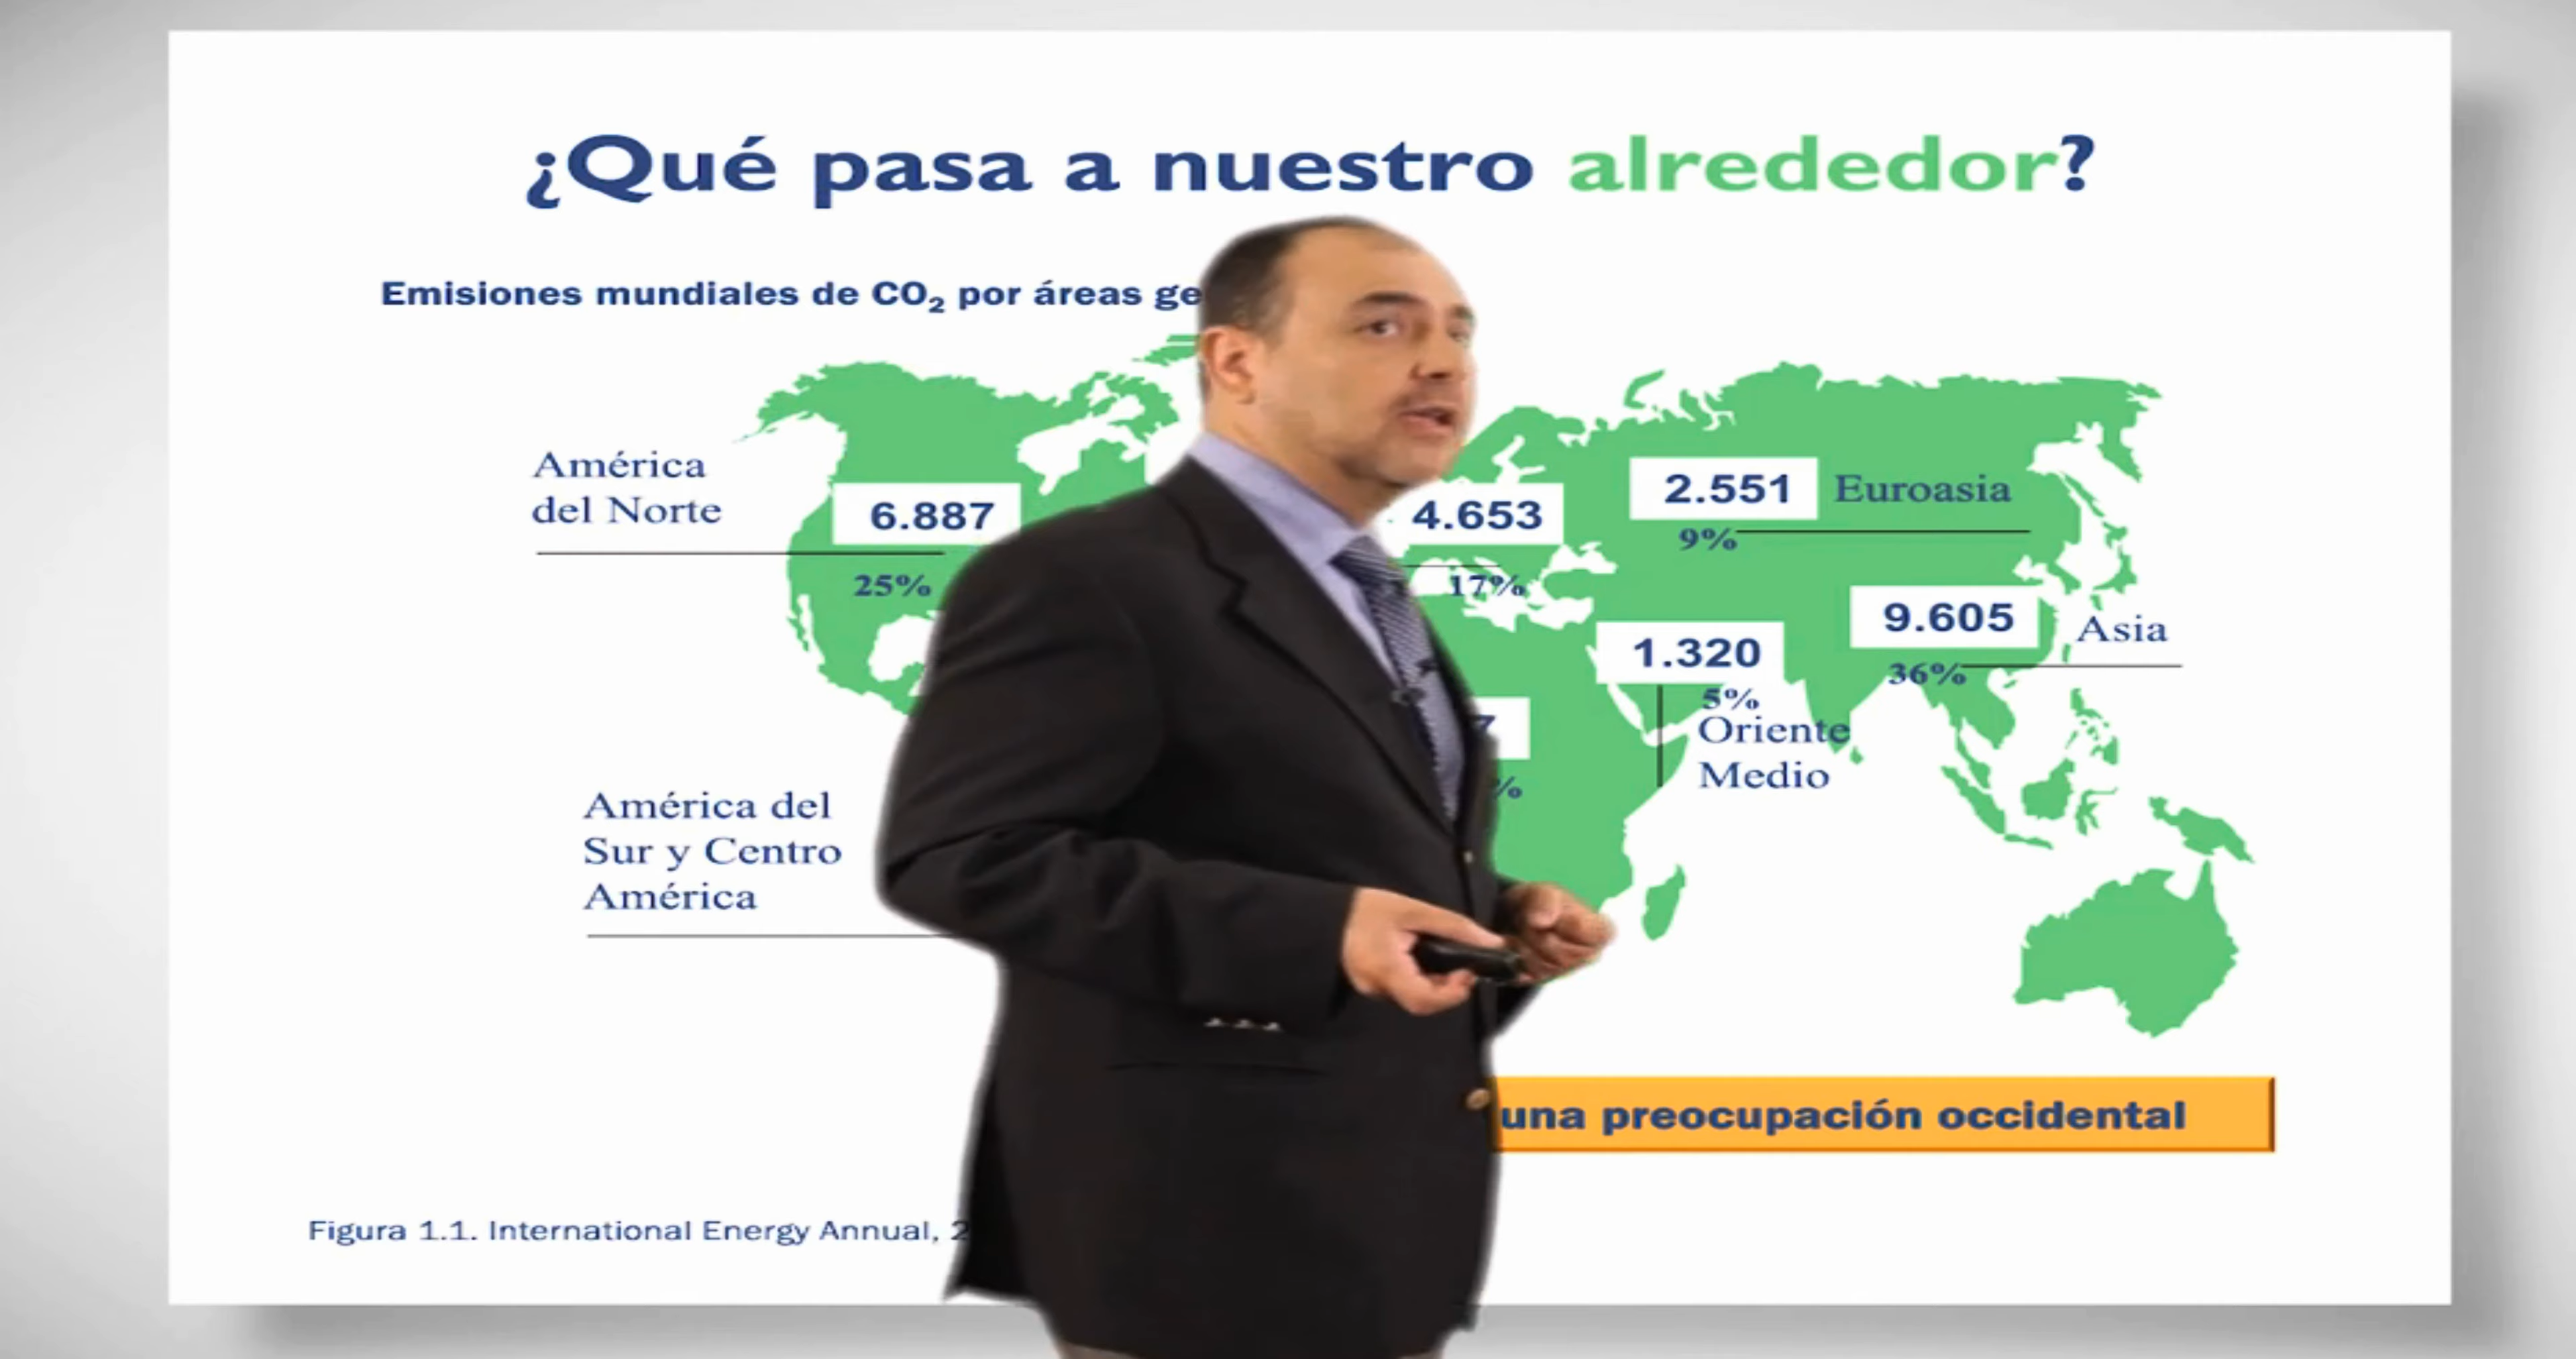 ¿Qué pasa a nuestro alrededor?
Emisiones mundiales de CO₂ por áreas
América
del Norte
6.887
25%
4.653
17%
2.551
Euroasia
9%
9.605
Asia
36%
1.320
5%
Oriente
Medio
7
%
América del
Sur y Centro
América
una preocupación occidental
Figura 1.1. International Energy Annual,